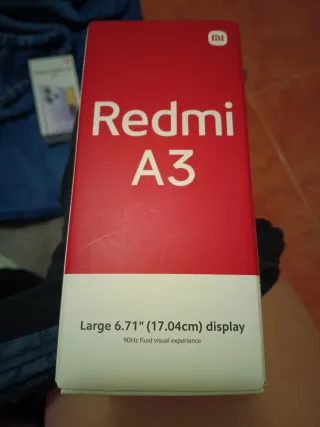 mi
Redmi
A3
Large 6.71" (17.04cm) display
90Hz fluid visual experience